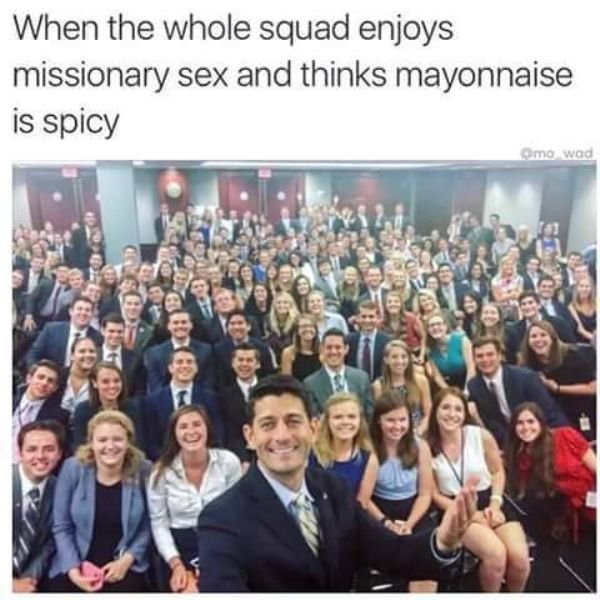 When the whole squad enjoys
missionary sex and thinks mayonnaise
is spicy
@mo_wad